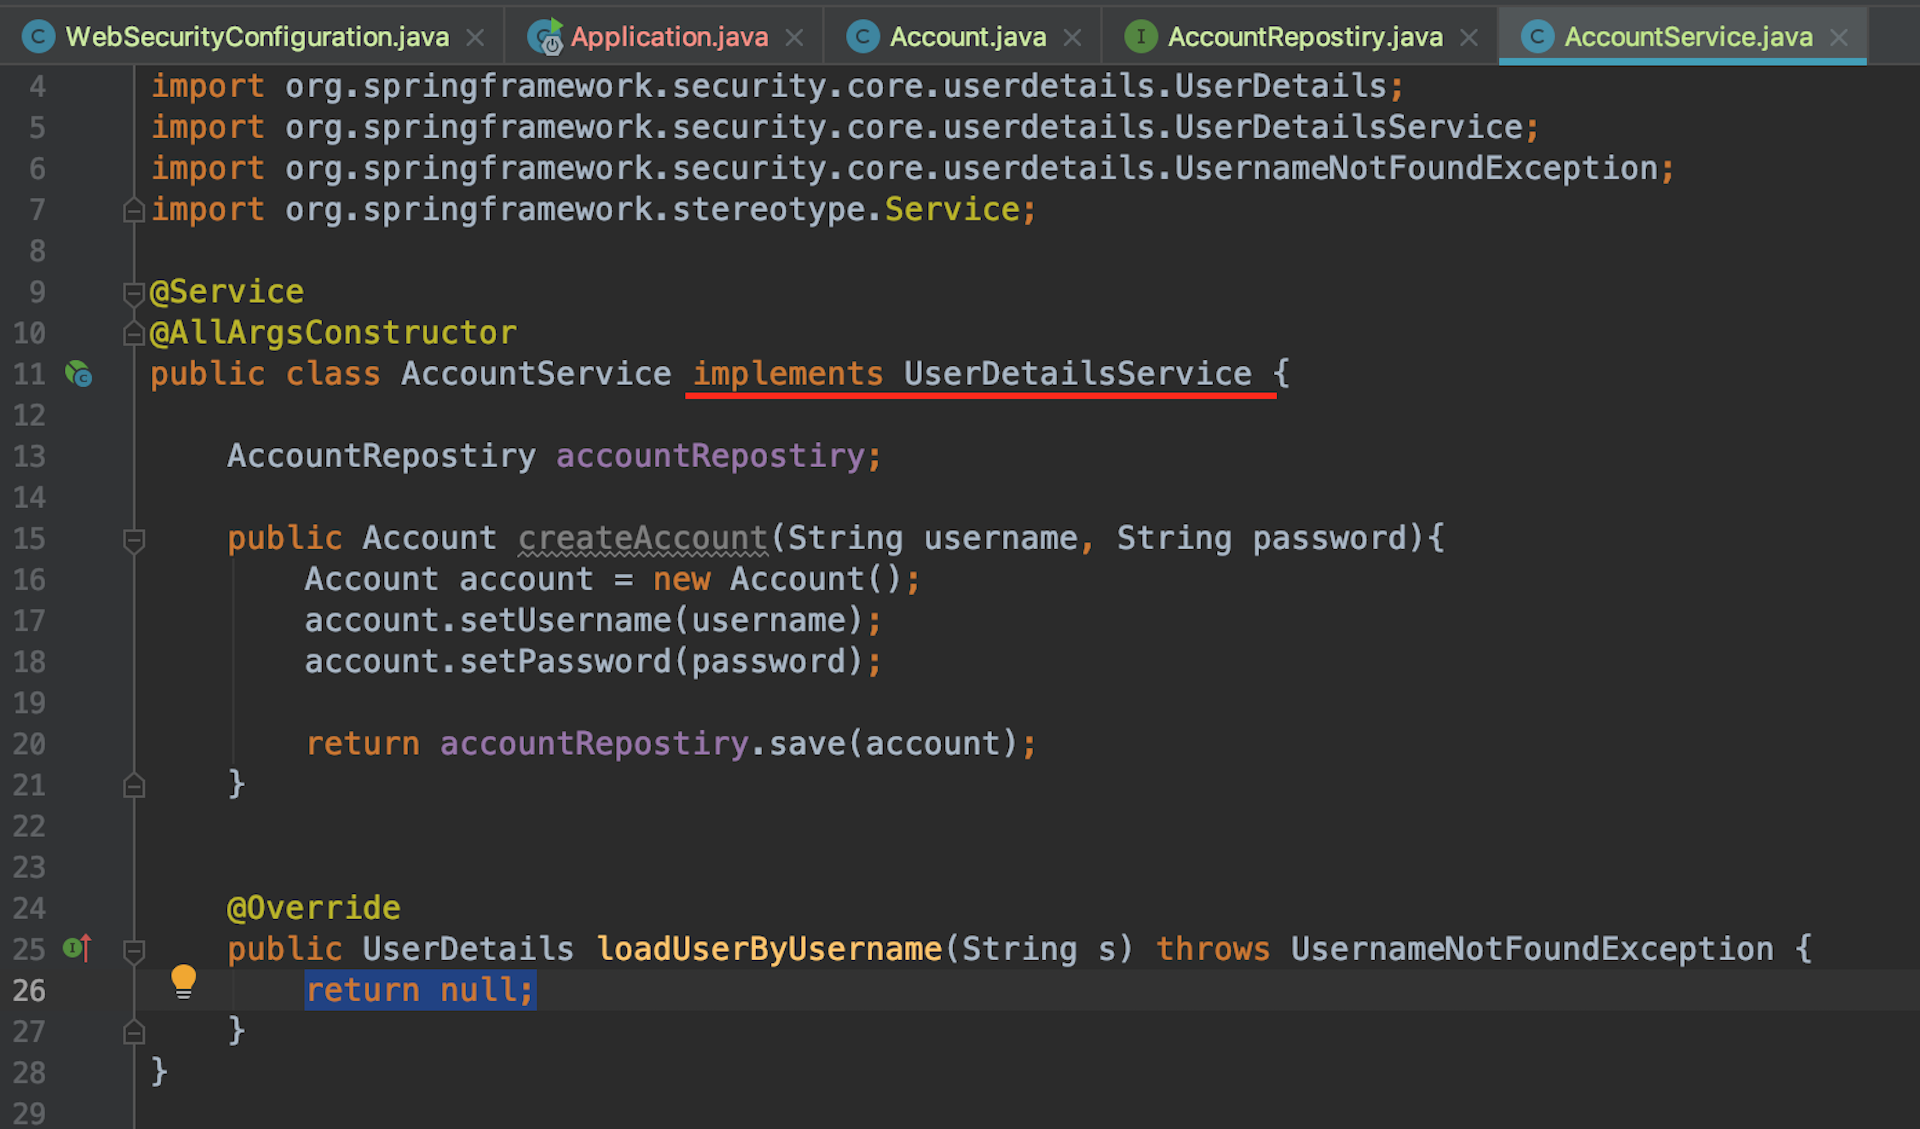 WebSecurityConfiguration.java Application.java Account.java AccountRepostiry.java AccountService.java
4 import org.springframework.security.core.userdetails.UserDetails;
5 import org.springframework.security.core.userdetails.UserDetailsService;
6 import org.springframework.security.core.userdetails.UsernameNotFoundException;
7 import org.springframework.stereotype.Service;
8
9 @Service
10 @AllArgsConstructor
11 public class AccountService implements UserDetailsService {
12
13 AccountRepostiry accountRepostiry;
14
15 public Account createAccount(String username, String password){
16 Account account = new Account();
17 account.setUsername(username);
18 account.setPassword(password);
19
20 return accountRepostiry.save(account);
21 }
22
23
24 @Override
25 public UserDetails loadUserByUsername(String s) throws UsernameNotFoundException {
26 return null;
27 }
28 }
29